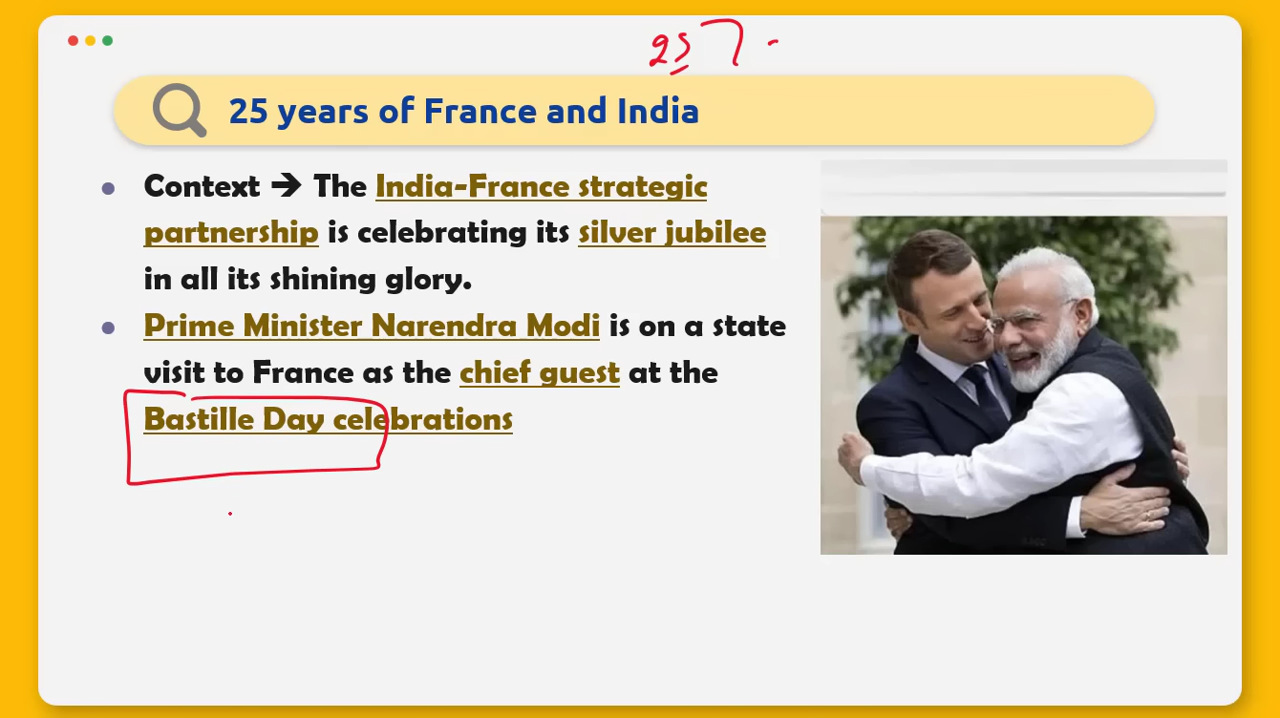 25
25 years of France and India
Context ➔ The India-France strategic
partnership is celebrating its silver jubilee
in all its shining glory.
Prime Minister Narendra Modi is on a state
visit to France as the chief guest at the
Bastille Day celebrations